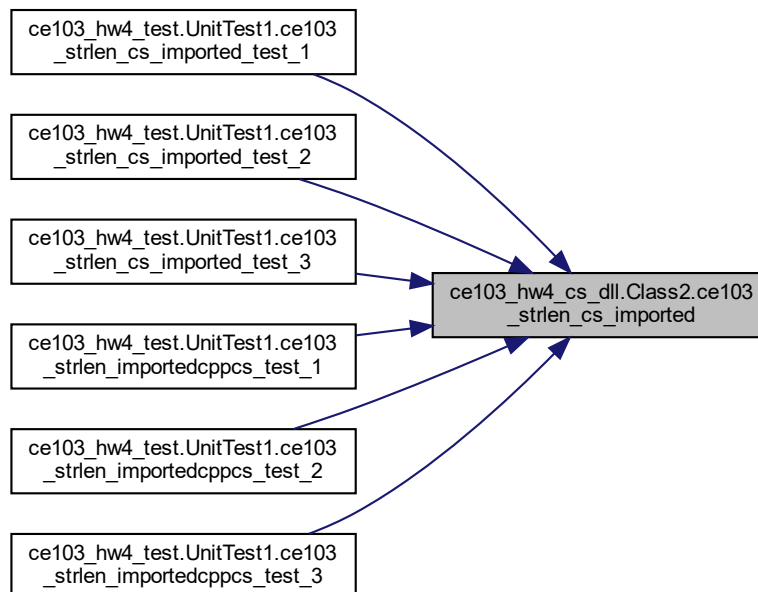 ce103_hw4_test.UnitTest1.ce103
_strlen_cs_imported_test_1
ce103_hw4_test.UnitTest1.ce103
_strlen_cs_imported_test_2
ce103_hw4_test.UnitTest1.ce103
_strlen_cs_imported_test_3
ce103_hw4_cs_dll.Class2.ce103
_strlen_cs_imported
ce103_hw4_test.UnitTest1.ce103
_strlen_importedcppcs_test_1
ce103_hw4_test.UnitTest1.ce103
_strlen_importedcppcs_test_2
ce103_hw4_test.UnitTest1.ce103
_strlen_importedcppcs_test_3